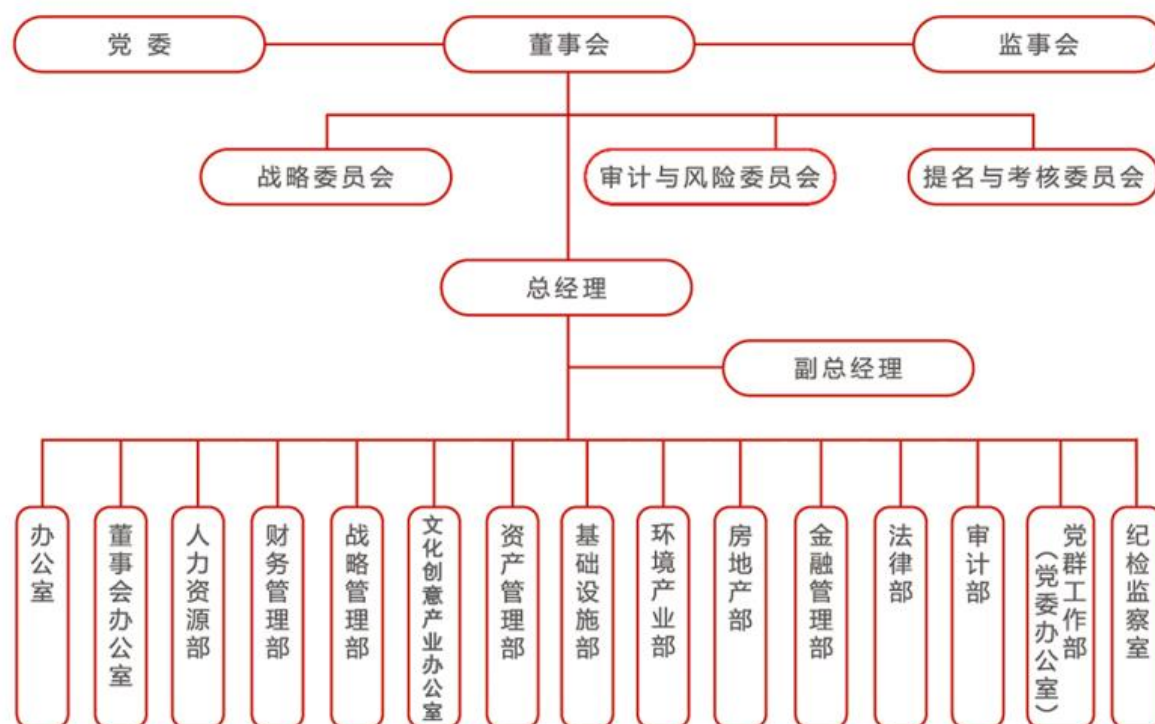 党 委
董事会
监事会
战略委员会
审计与风险委员会
提名与考核委员会
总经理
副总经理
办公室
董事会办公室
人力资源部
财务管理部
战略管理部
文化创意产业办公室
资产管理部
基础设施部
环境产业部
房地产部
金融管理部
法律部
审计部
党群工作部
（党委办公室）
纪检监察室